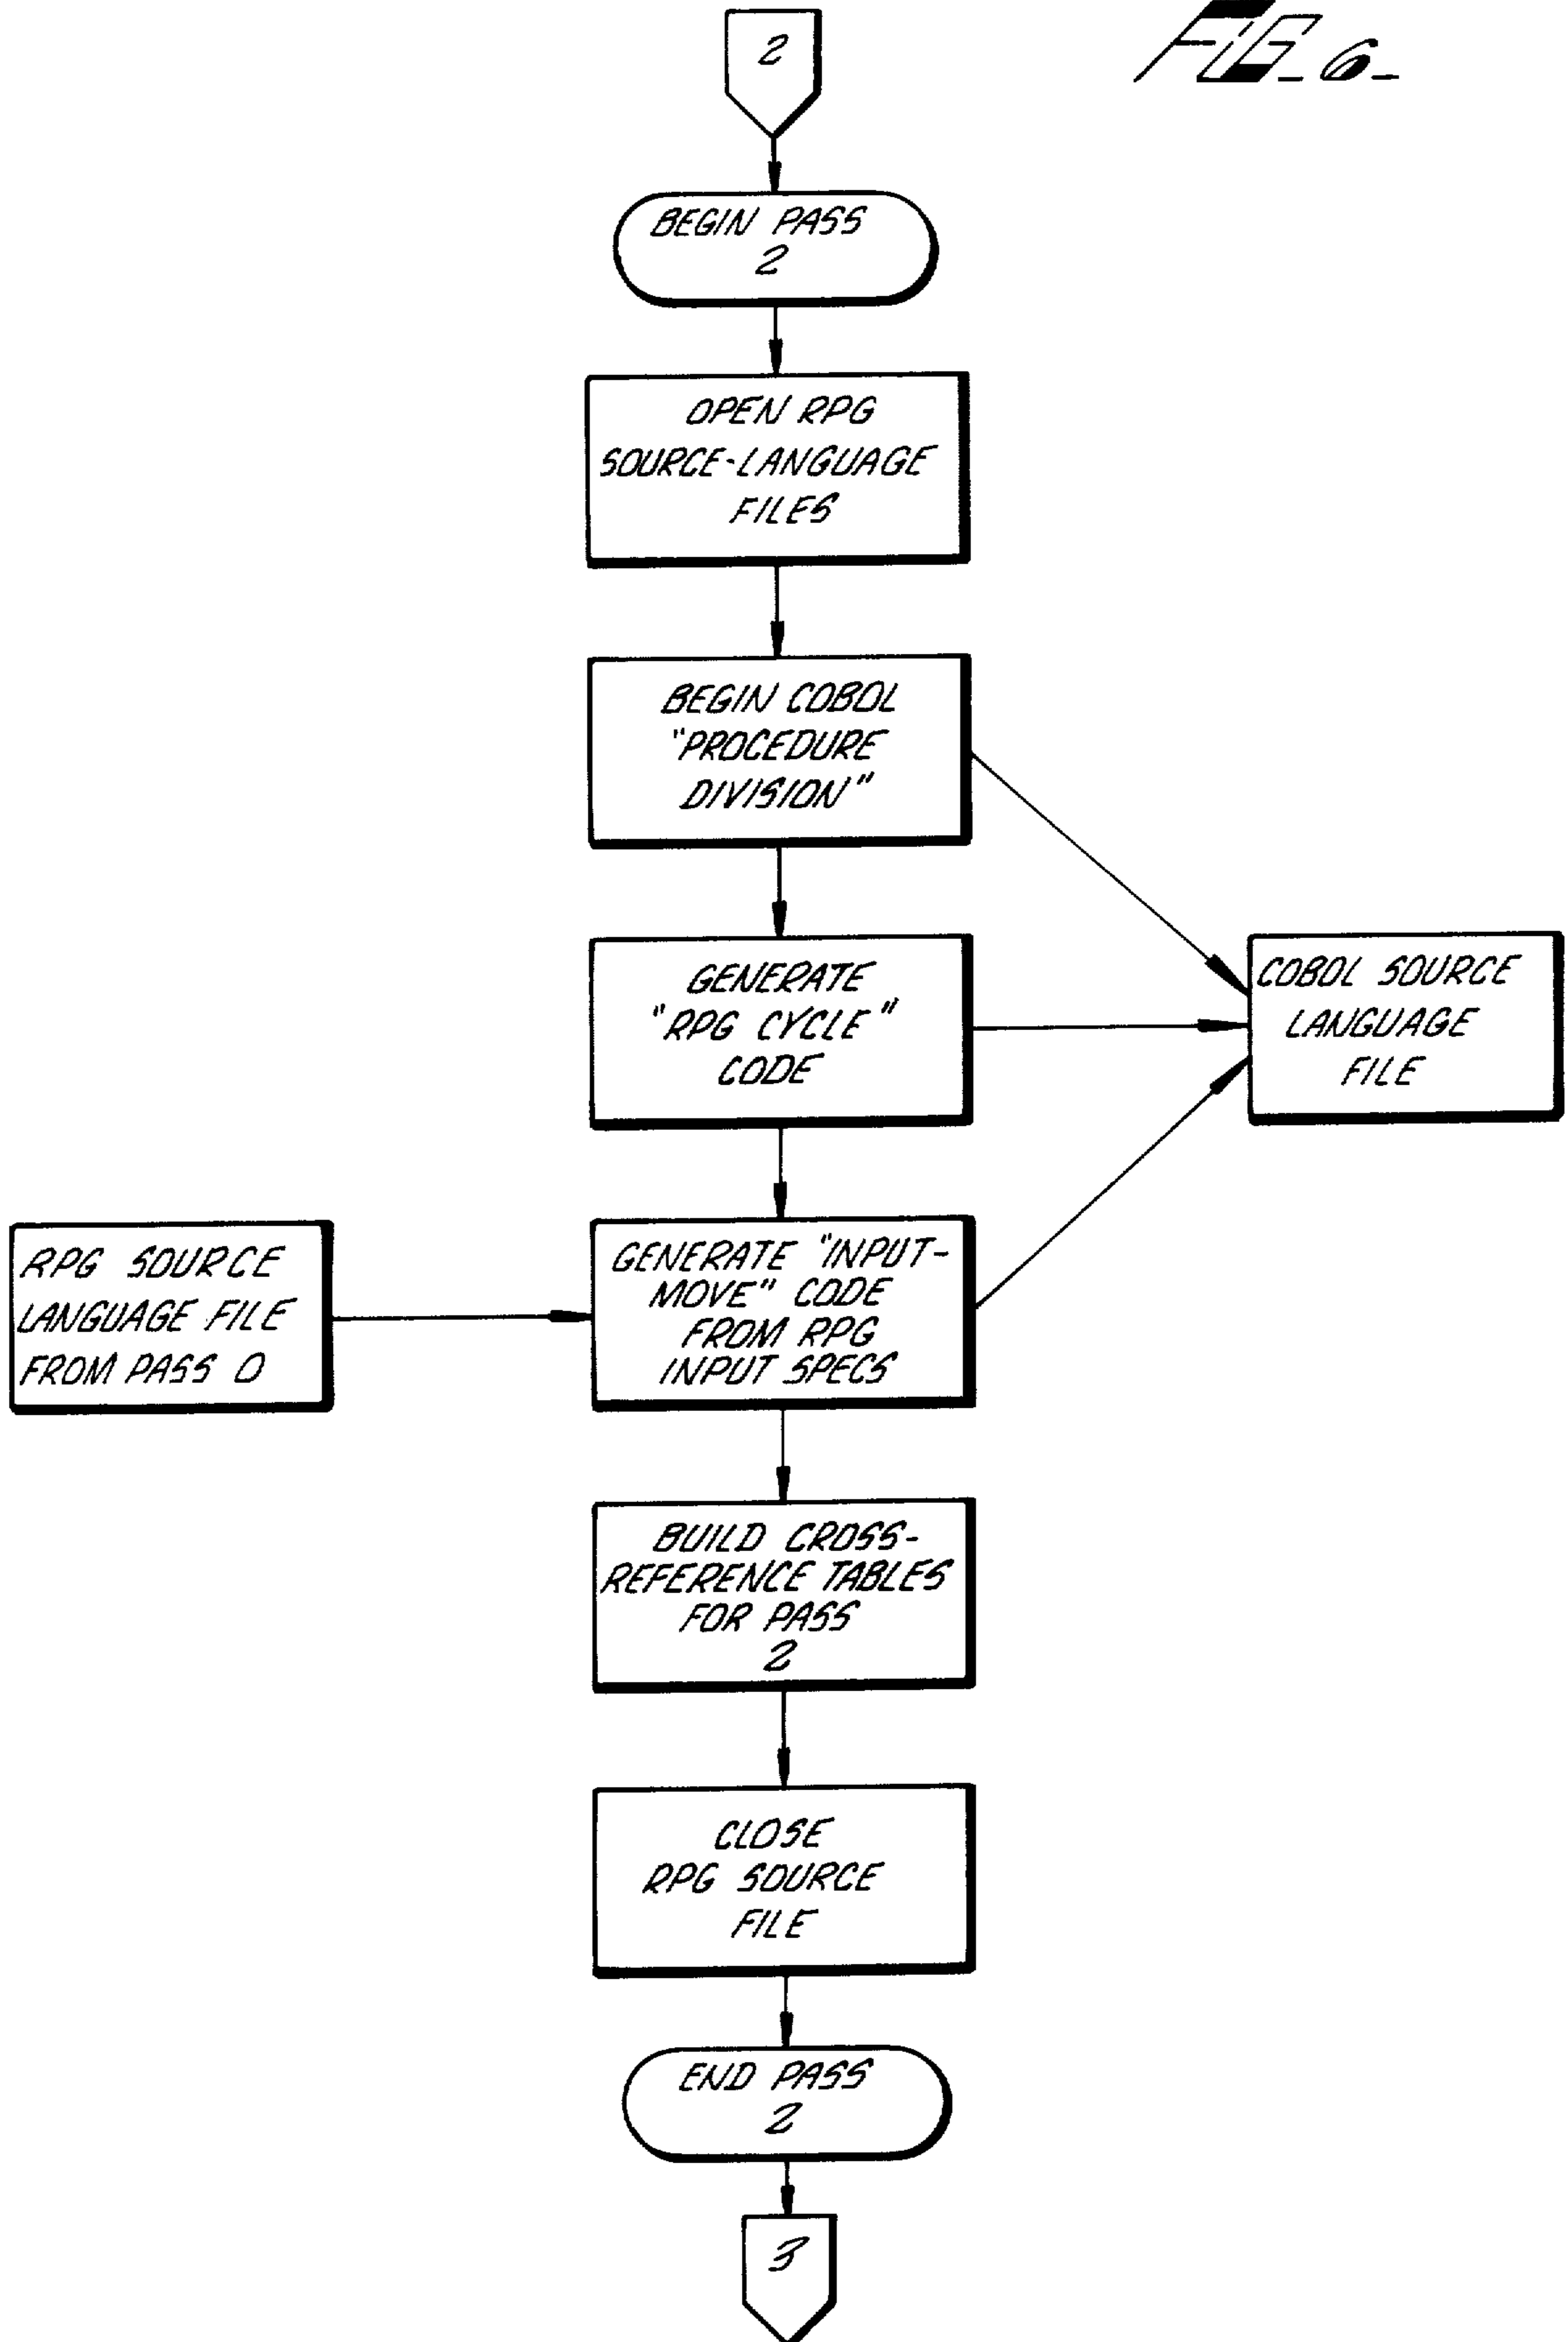 2
FIG_6_
BEGIN PASS
2
OPEN RPG
SOURCE-LANGUAGE
FILES
BEGIN COBOL
"PROCEDURE
DIVISION"
GENERATE
"RPG CYCLE"
CODE
COBOL SOURCE
LANGUAGE
FILE
RPG SOURCE
LANGUAGE FILE
FROM PASS 0
GENERATE "INPUT-
MOVE" CODE
FROM RPG
INPUT SPECS
BUILD CROSS-
REFERENCE TABLES
FOR PASS
2
CLOSE
RPG SOURCE
FILE
END PASS
2
3